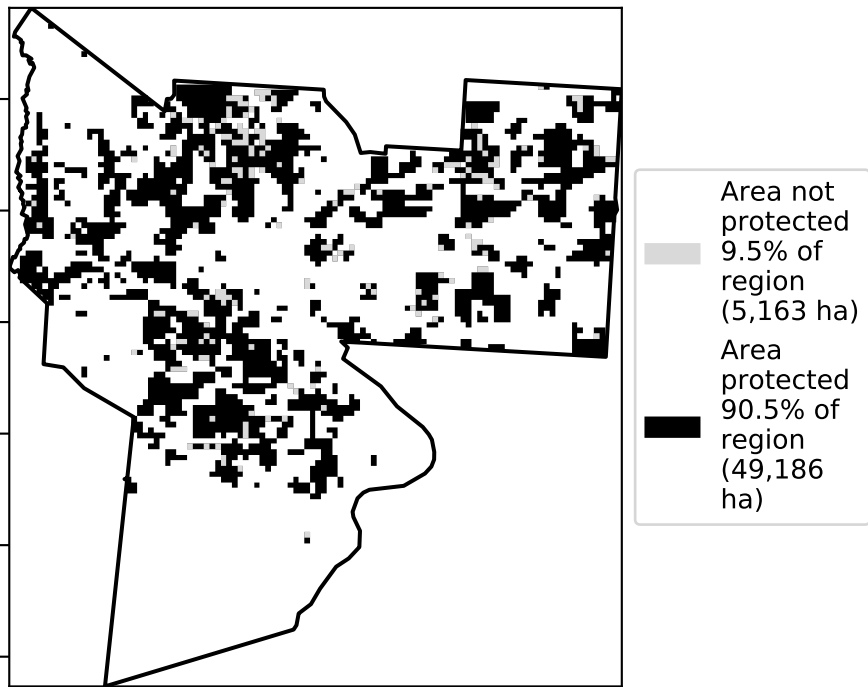 Area not
protected
9.5% of
region
(5,163 ha)
Area
protected
90.5% of
region
(49,186
ha)